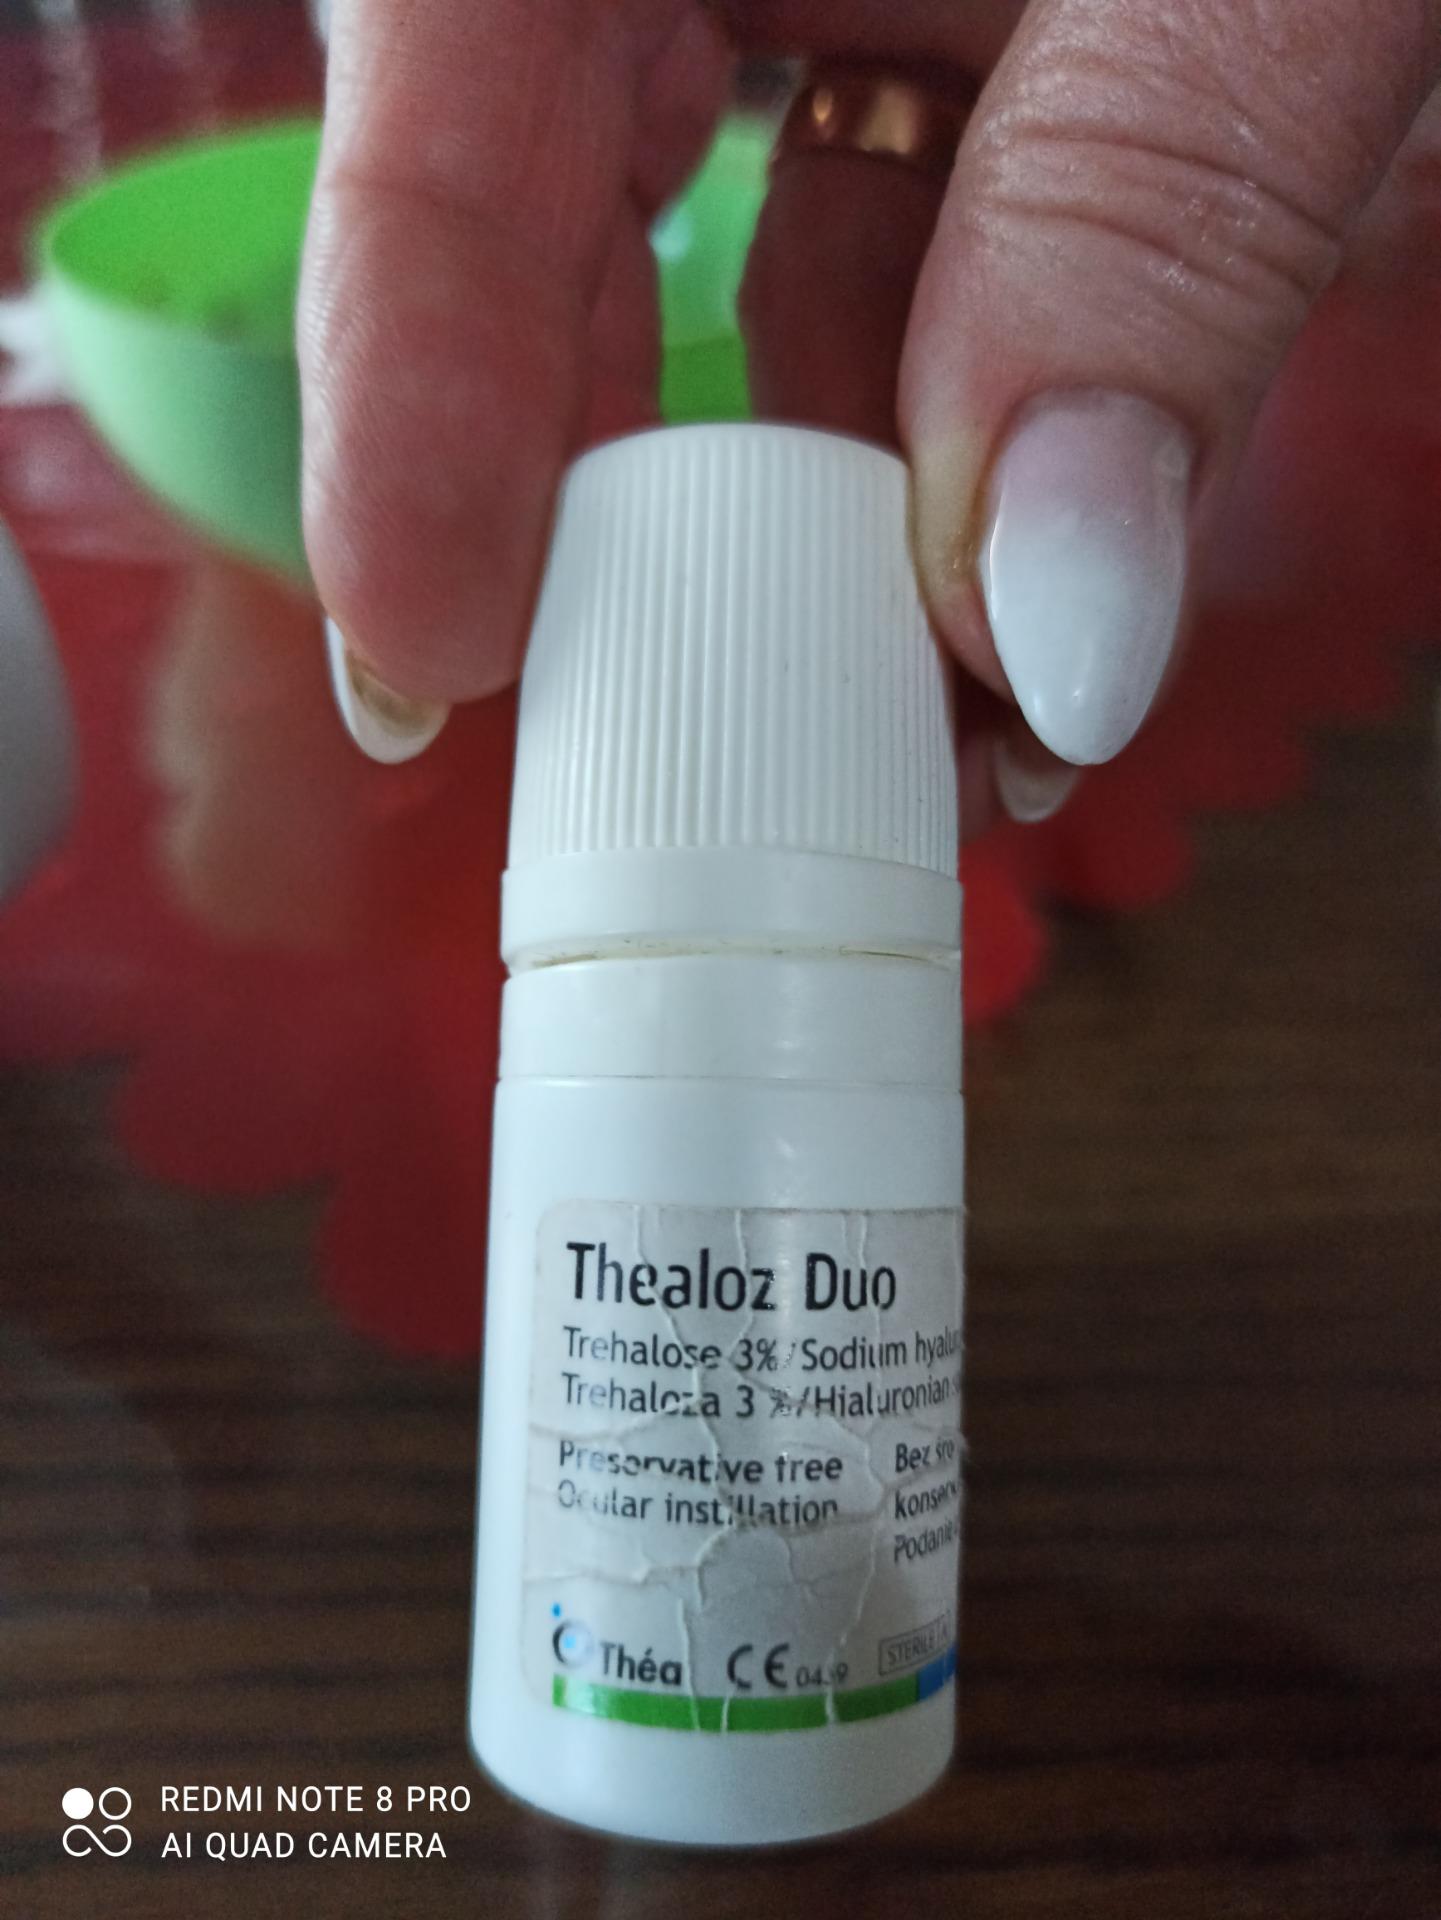 Thealoz Duo
Trehalose 3% / Sodium
Trehaloza 3 % / Hialuronian
Preservative free
Bez
Ocular instillation
Théa CE
STERILE A
REDMI NOTE 8 PRO
AI QUAD CAMERA